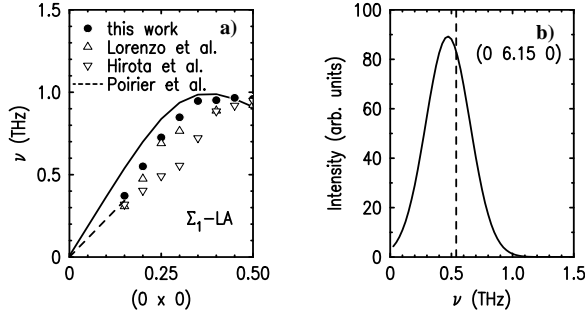 a)
● this work
△ Lorenzo et al.
▽ Hirota et al.
---- Poirier et al.
ν (THz)
1.5
1.0
0.5
0
Σ₁−LA
0 0.25 0.50
(0 x 0)
b)
(0 6.15 0)
Intensity (arb. units)
100
80
60
40
20
0
0 0.5 1.0 1.5
ν (THz)